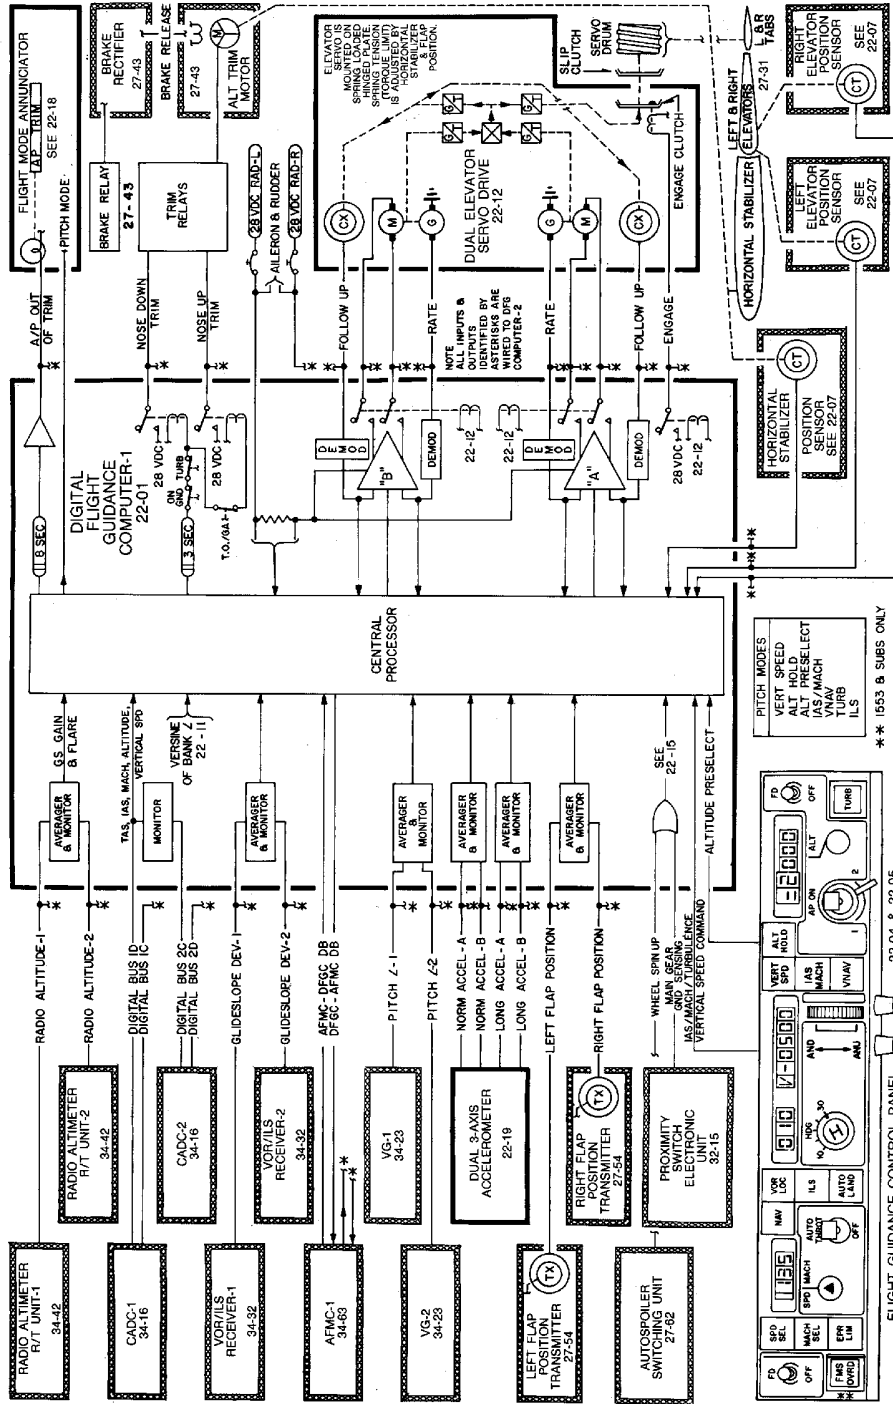 RADIO ALTIMETER
R/T UNIT-1
34-42
RADIO ALTIMETER
R/T UNIT-2
34-42
CADC-1
34-16
CADC-2
34-16
VOR/ILS
RECEIVER-1
34-32
VOR/ILS
RECEIVER-2
34-32
AFMC-1
34-63
VG-1
34-23
VG-2
34-23
DUAL 3-AXIS
ACCELEROMETER
22-19
LEFT FLAP
POSITION
TRANSMITTER
27-54
TX
RIGHT FLAP
POSITION
TRANSMITTER
27-54
TX
AUTOSPOILER
SWITCHING UNIT
27-62
PROXIMITY
SWITCH
ELECTRONIC
UNIT
32-15
RADIO ALTITUDE-1
RADIO ALTITUDE-2
DIGITAL BUS 1D
DIGITAL BUS 1C
DIGITAL BUS 2C
DIGITAL BUS 2D
GLIDESLOPE DEV-1
GLIDESLOPE DEV-2
AFMC-DFGC DB
DFGC-AFMC DB
PITCH ∠-1
PITCH ∠-2
NORM ACCEL-A
NORM ACCEL-B
LONG ACCEL-A
LONG ACCEL-B
LEFT FLAP POSITION
RIGHT FLAP POSITION
WHEEL SPIN UP
MAIN GEAR
GND SENSING
IAS/MACH/TURBULENCE
VERTICAL SPEED COMMAND
ALTITUDE PRESELECT
AVERAGER
& MONITOR
GS GAIN
& FLARE
TAS, IAS, MACH, ALTITUDE,
VERTICAL SPD
MONITOR
VERSINE
OF BANK ∠
22-11
AVERAGER
& MONITOR
AVERAGER
& MONITOR
AVERAGER
& MONITOR
AVERAGER
& MONITOR
AVERAGER
& MONITOR
SEE
22-15
CENTRAL
PROCESSOR
DIGITAL
FLIGHT
GUIDANCE
COMPUTER-1
22-01
18 SEC
3 SEC
ON
GND
TURB
T.O./GA
28 VDC
28 VDC
DEMOD
"B"
DEMOD
22-12
22-12
DEMOD
"A"
DEMOD
28 VDC
22-12
A/P OUT
OF TRIM
NOSE DOWN
TRIM
NOSE UP
TRIM
AILERON & RUDDER
28 VDC RAD-L
28 VDC RAD-R
FOLLOW UP
RATE
NOTE
ALL INPUTS &
OUTPUTS
IDENTIFIED BY
ASTERISKS ARE
WIRED TO DFG
COMPUTER-2
RATE
FOLLOW UP
ENGAGE
FLIGHT MODE ANNUNCIATOR
AP TRIM
SEE 22-18
PITCH MODE
BRAKE RELAY
27-43
TRIM
RELAYS
BRAKE
RECTIFIER
27-43
BRAKE RELEASE
27-43
M
ALT TRIM
MOTOR
ELEVATOR
SERVO IS
MOUNTED ON
SPRING LOADED
HINGED PLATE.
SPRING TENSION
(TORQUE LIMIT)
IS ADJUSTED BY
HORIZONTAL
STABILIZER
& FLAP
POSITION.
CX
M
G
DUAL ELEVATOR
SERVO DRIVE
22-12
G
M
CX
G/T
G/T
G/T
G/T
SLIP
CLUTCH
SERVO
DRUM
ENGAGE CLUTCH
L & R
TABS
27-31
LEFT & RIGHT
ELEVATORS
HORIZONTAL STABILIZER
RIGHT
ELEVATOR
POSITION
SENSOR
SEE
22-07
CT
LEFT
ELEVATOR
POSITION
SENSOR
SEE
22-07
CT
HORIZONTAL
STABILIZER
POSITION
SENSOR
SEE 22-07
CT
PITCH MODES
VERT SPEED
ALT HOLD
ALT PRESELECT
IAS/MACH
VNAV
TURB
ILS
** 1553 & SUBS ONLY
FD
OFF
FMS
OVRD
**
SPD
SEL
MACH
SEL
EPR
LIM
135
SPD MACH
AUTO
THROT
OFF
NAV
VOR
LOC
ILS
AUTO
LAND
010
HDG
10
30
V-0500
AND
ANU
VERT
SPD
IAS
MACH
VNAV
ALT
HOLD
AP ON
1
2
-2000
ALT
FD
OFF
TURB
FLIGHT GUIDANCE CONTROL PANEL
22-04 & 22-05